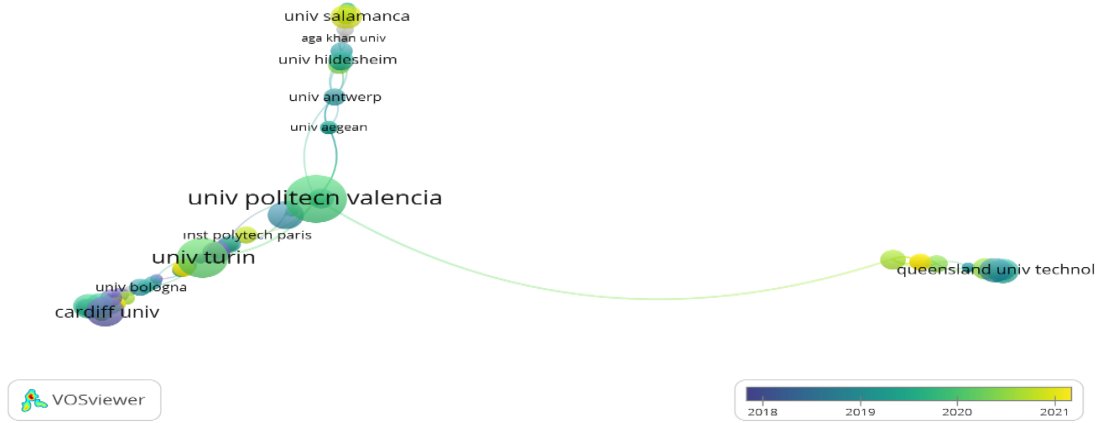 univ salamanca
aga khan univ
univ hildesheim
univ antwerp
univ aegean
univ politecn valencia
inst polytech paris
univ turin
queensland univ technol
univ bologna
cardiff univ
VOSviewer
2018 2019 2020 2021